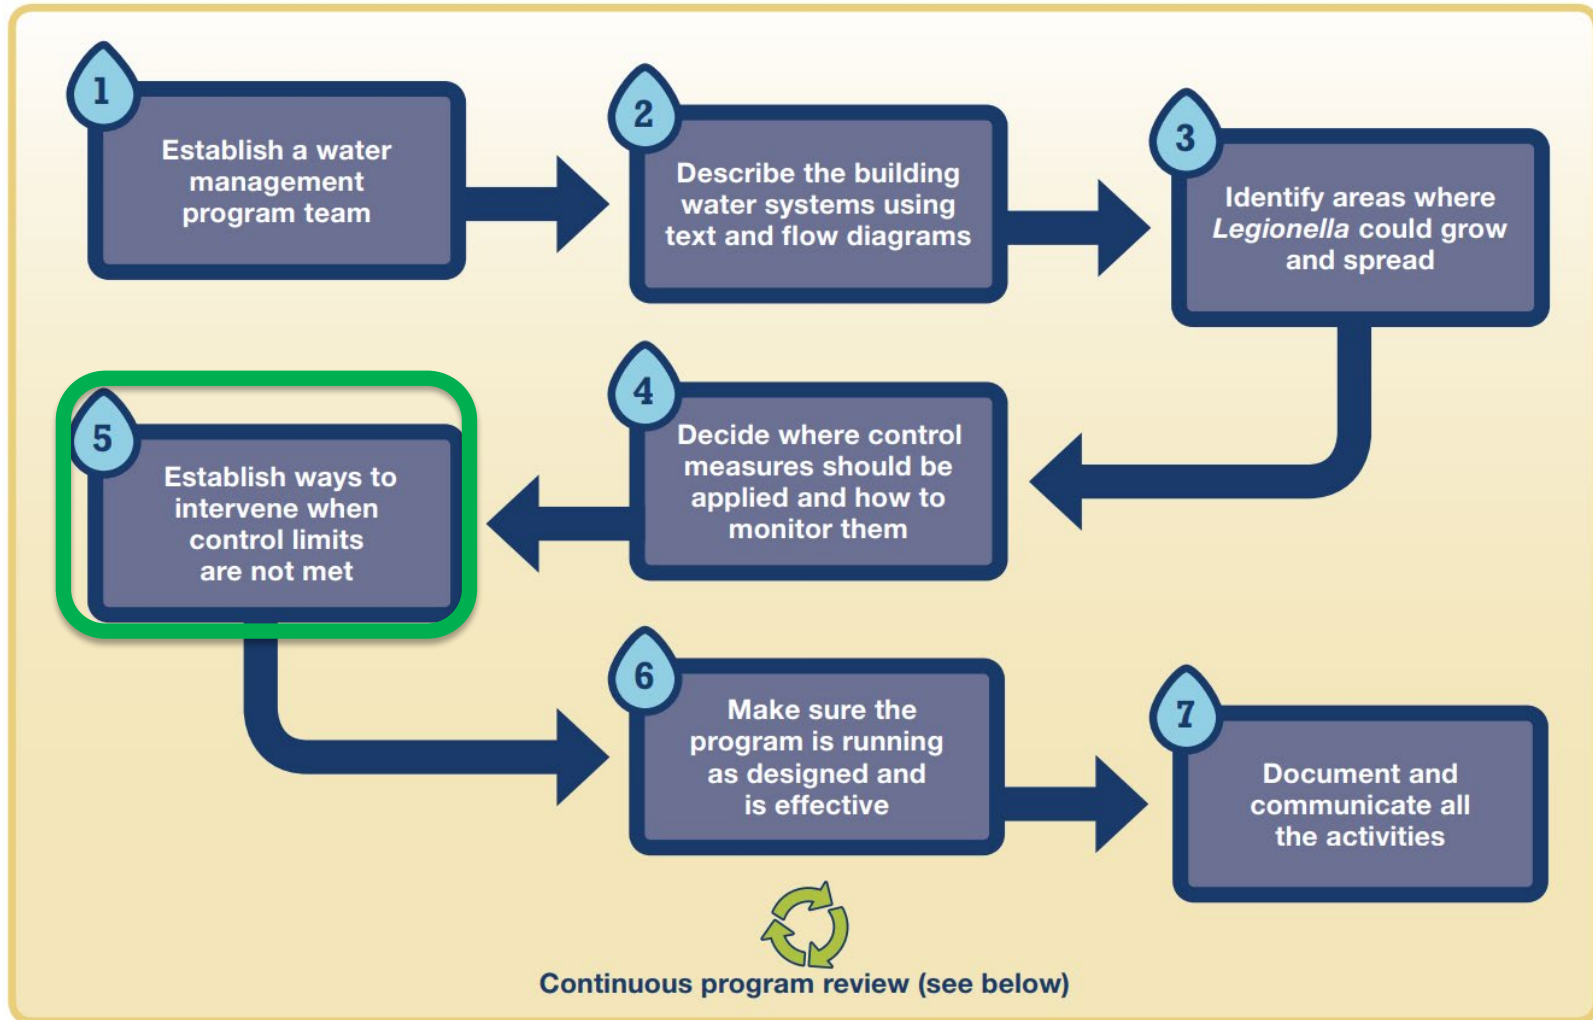 1
Establish a water
management
program team
2
Describe the building
water systems using
text and flow diagrams
3
Identify areas where
Legionella could grow
and spread
4
Decide where control
measures should be
applied and how to
monitor them
5
Establish ways to
intervene when
control limits
are not met
6
Make sure the
program is running
as designed and
is effective
7
Document and
communicate all
the activities
Continuous program review (see below)